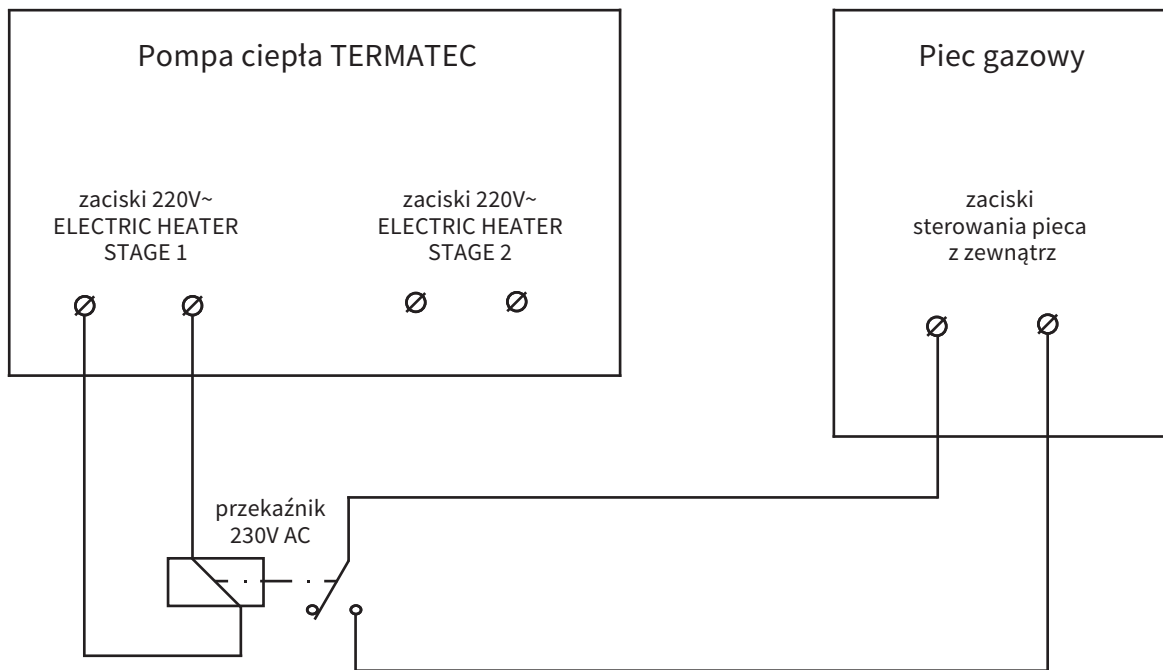 Pompa ciepła TERMATEC
Piec gazowy
zaciski 220V~
ELECTRIC HEATER
STAGE 1
zaciski 220V~
ELECTRIC HEATER
STAGE 2
zaciski
sterowania pieca
z zewnątrz
przekaźnik
230V AC